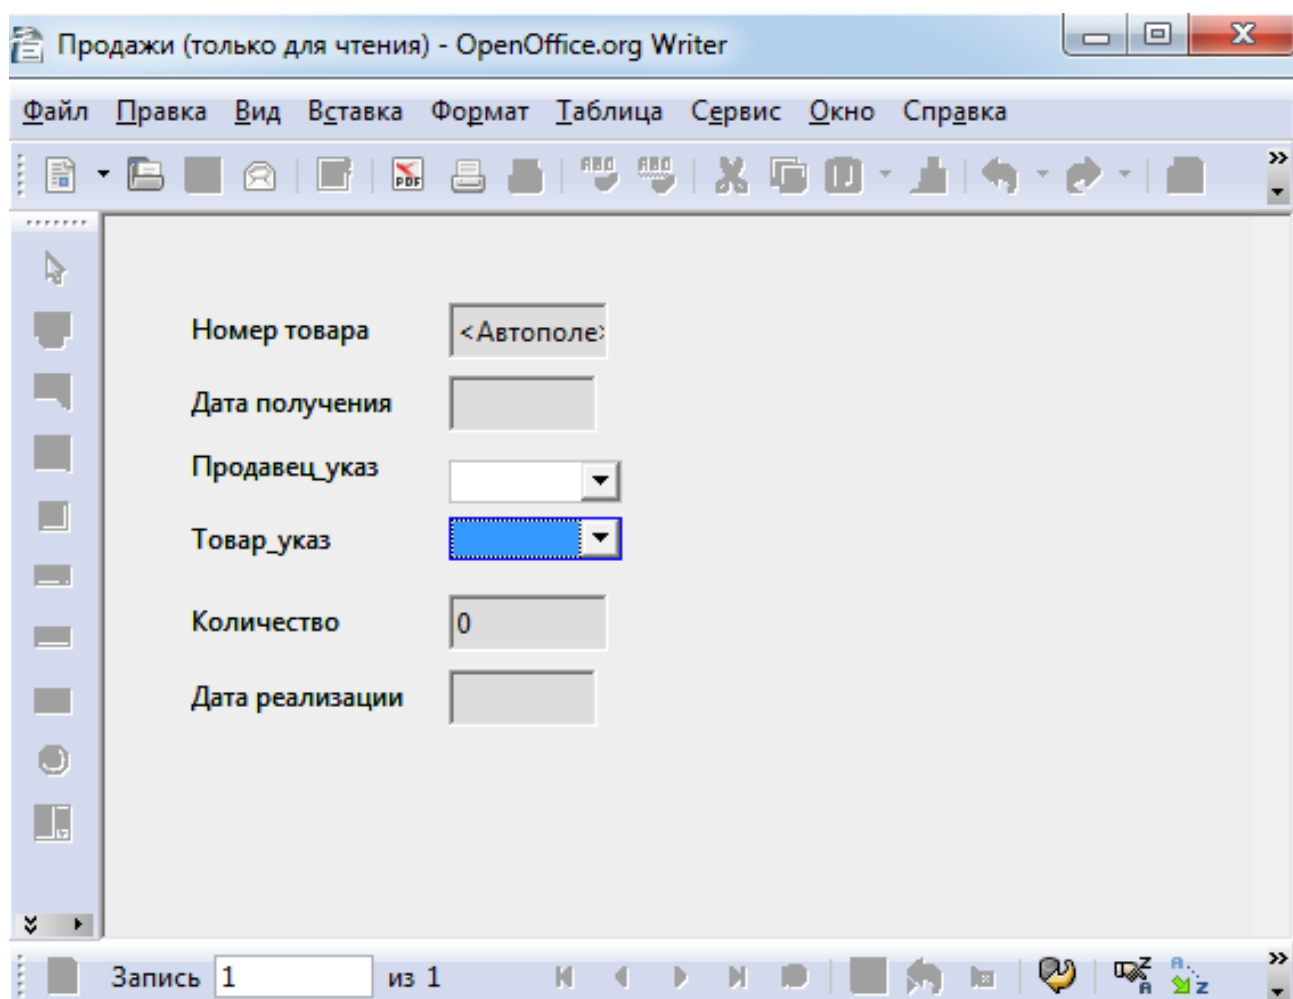 Продажи (только для чтения) - OpenOffice.org Writer
Файл Правка Вид Вставка Формат Таблица Сервис Окно Справка
Номер товара <Автополе>
Дата получения
Продавец_указ
Товар_указ
Количество 0
Дата реализации
Запись 1 из 1